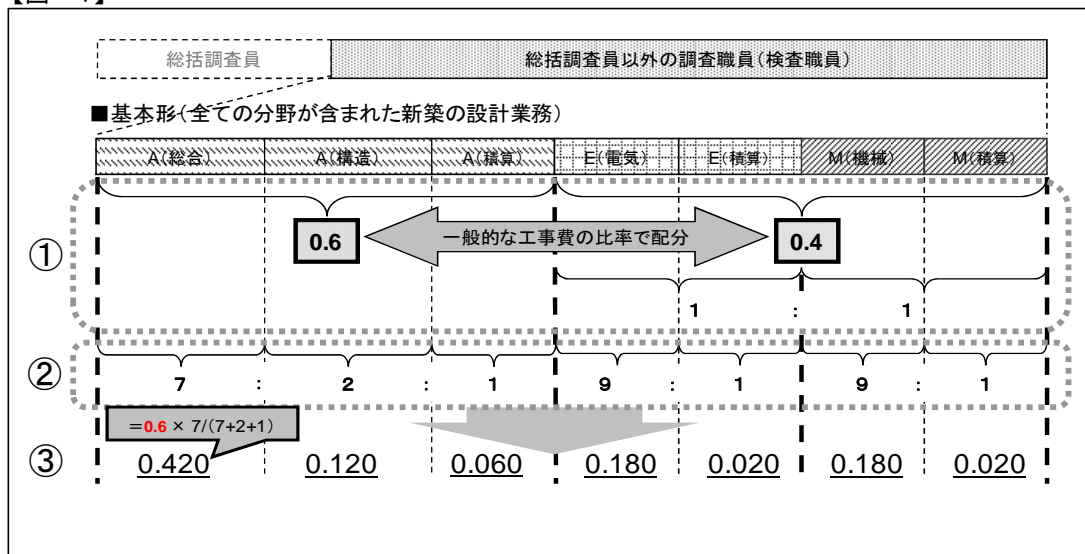 総括調査員 総括調査員以外の調査職員(検査職員)
■基本形(全ての分野が含まれた新築の設計業務)
A(総合) A(構造) A(積算) E(電気) E(積算) M(機械) M(積算)
① 0.6 一般的な工事費の比率で配分 0.4
1 : 1
② 7 : 2 : 1 9 : 1 9 : 1
=0.6 × 7/(7+2+1)
③ 0.420 0.120 0.060 0.180 0.020 0.180 0.020